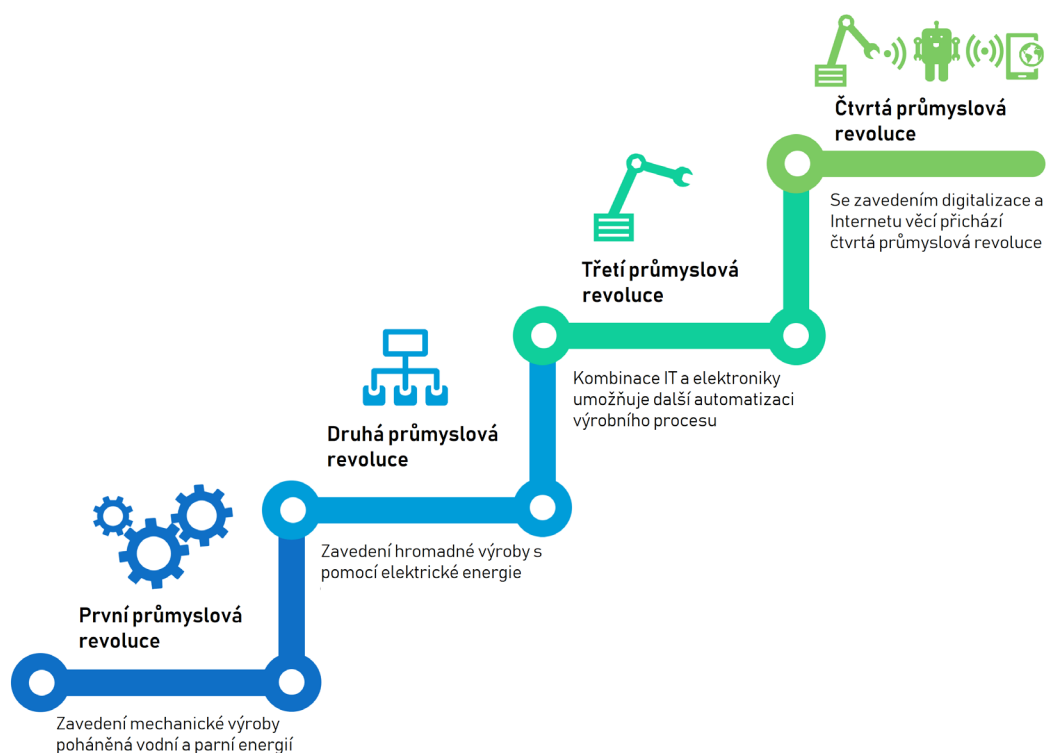 Čtvrtá průmyslová
revoluce
Se zavedením digitalizace a
Internetu věcí přichází
čtvrtá průmyslová revoluce
Třetí průmyslová
revoluce
Kombinace IT a elektroniky
umožňuje další automatizaci
výrobního procesu
Druhá průmyslová
revoluce
Zavedení hromadné výroby s
pomocí elektrické energie
První průmyslová
revoluce
Zavedení mechanické výroby
poháněná vodní a parní energií